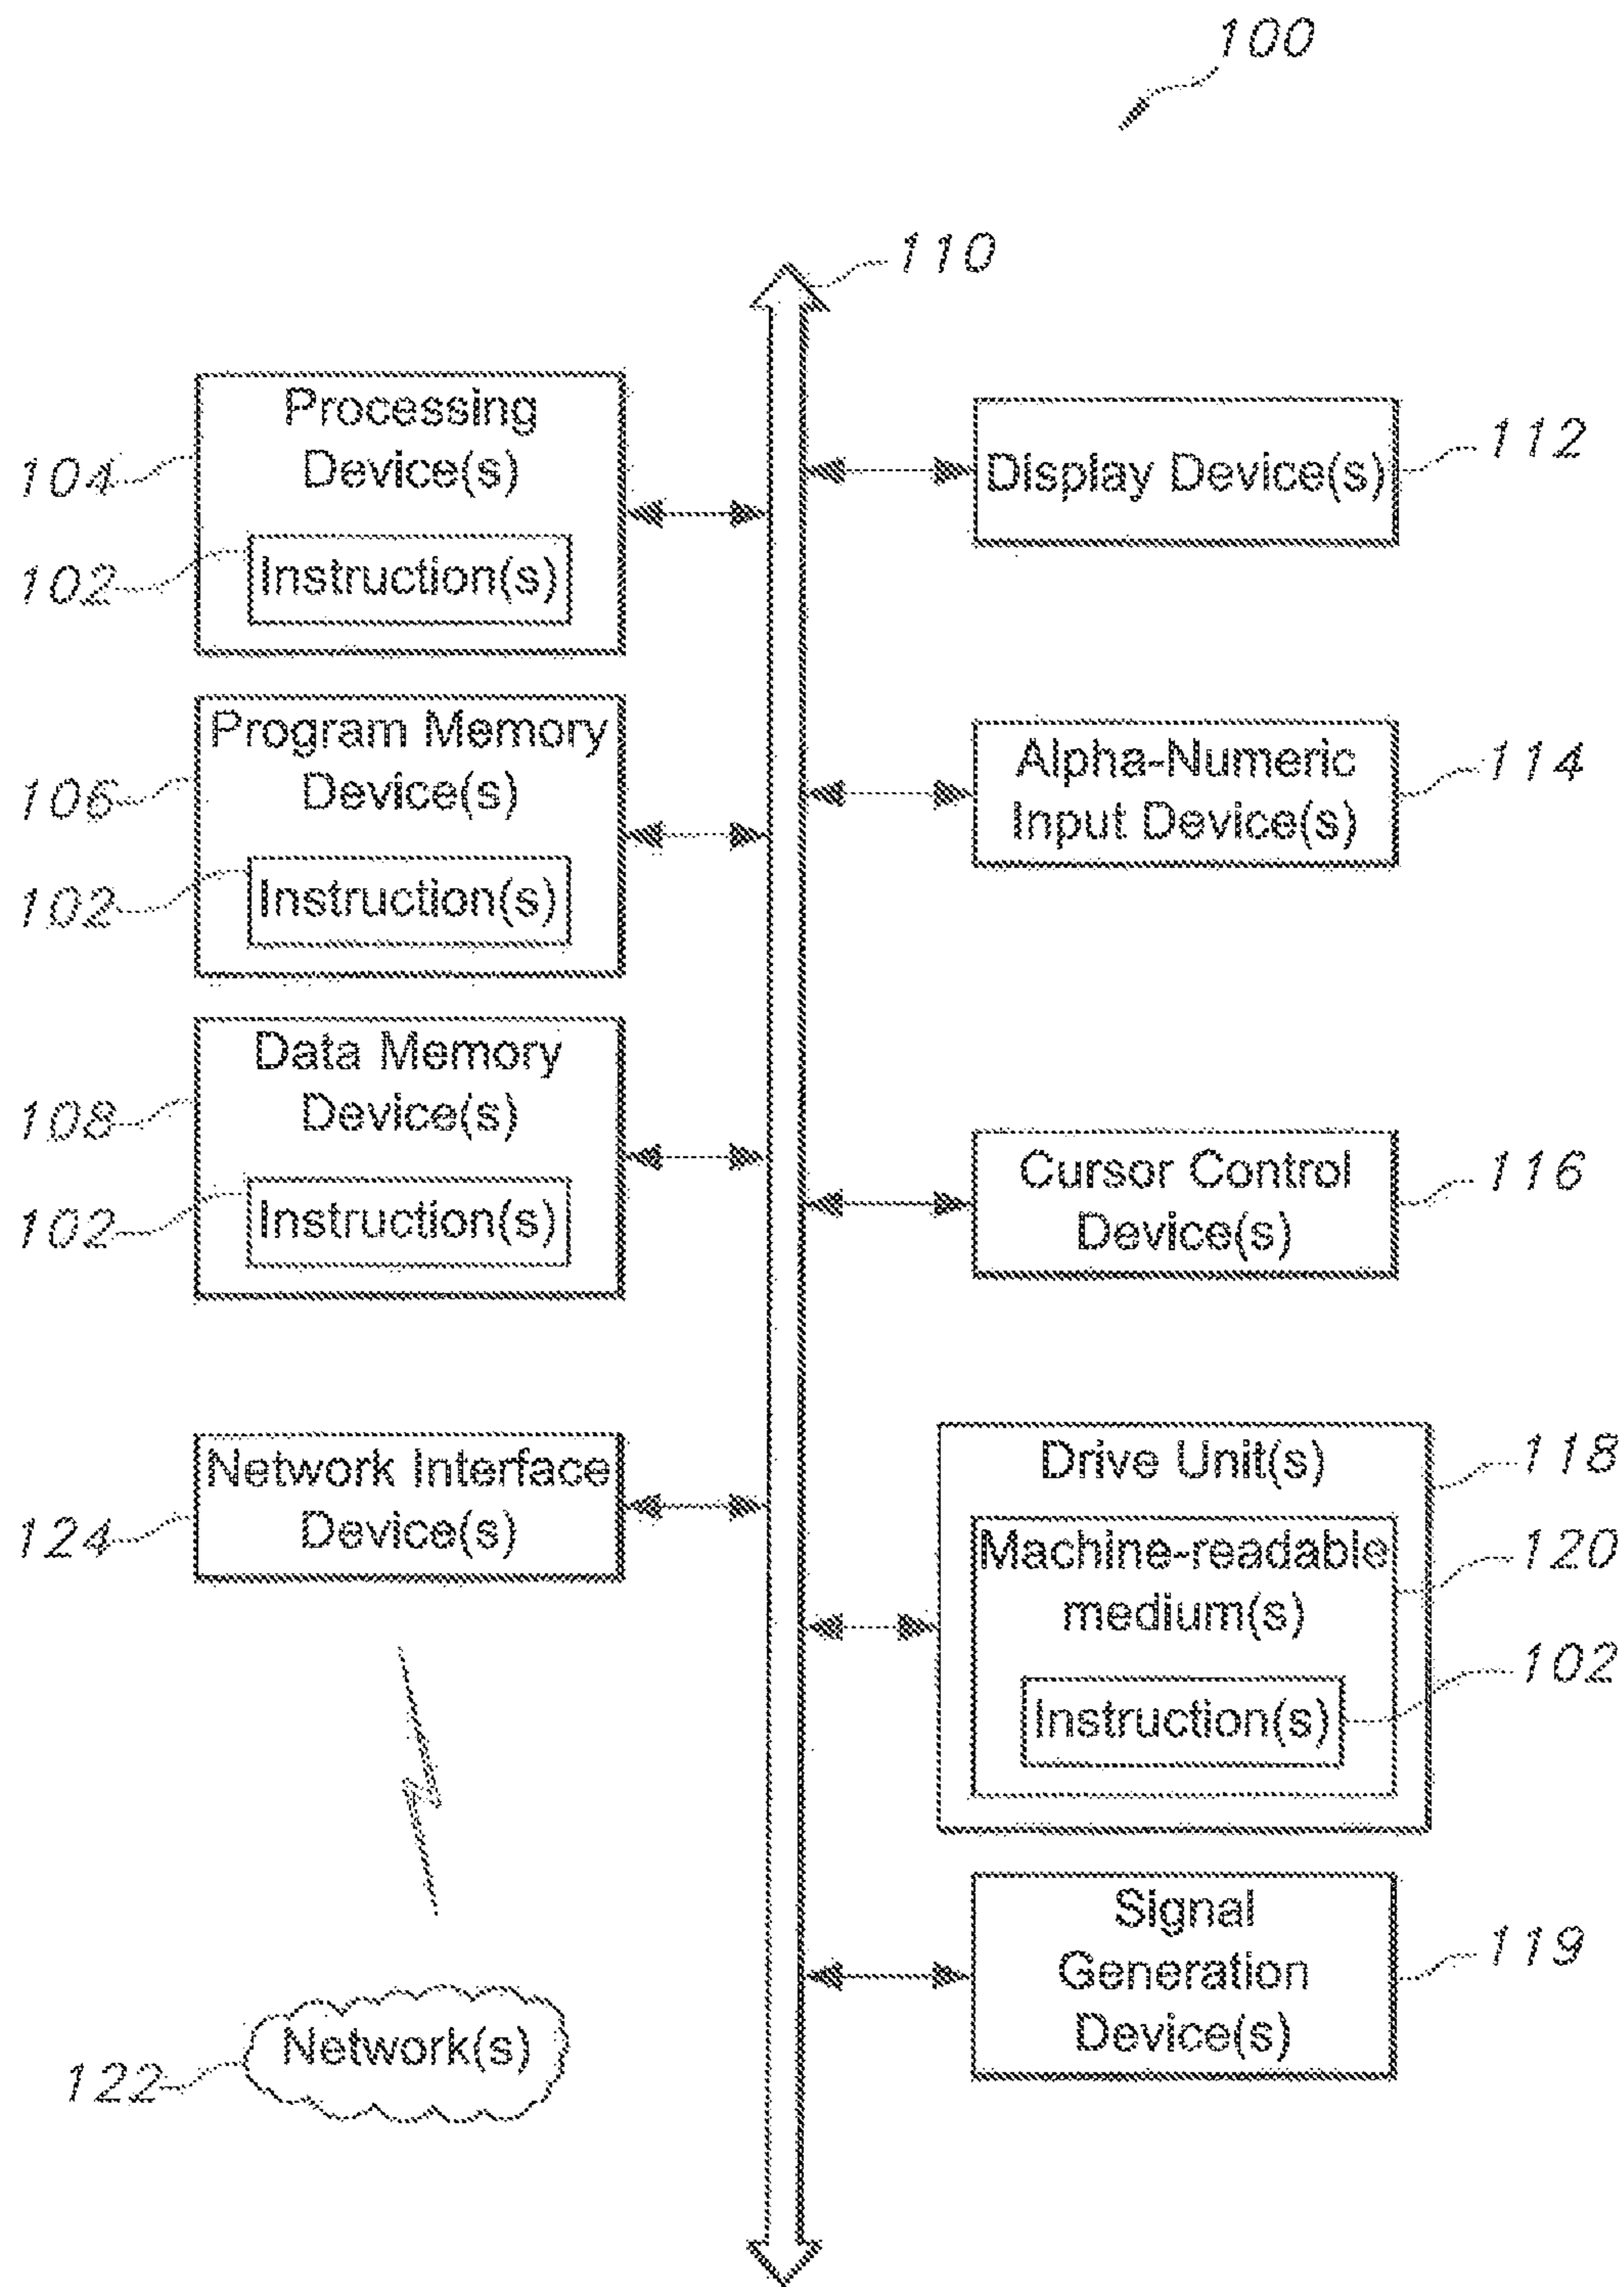 100
110
Processing
Device(s)
104
Instruction(s)
102
Program Memory
Device(s)
106
Instruction(s)
102
Data Memory
Device(s)
108
Instruction(s)
102
Network Interface
Device(s)
124
Network(s)
122
Display Device(s)
112
Alpha-Numeric
Input Device(s)
114
Cursor Control
Device(s)
116
Drive Unit(s)
118
Machine-readable
medium(s)
120
Instruction(s)
102
Signal
Generation
Device(s)
119